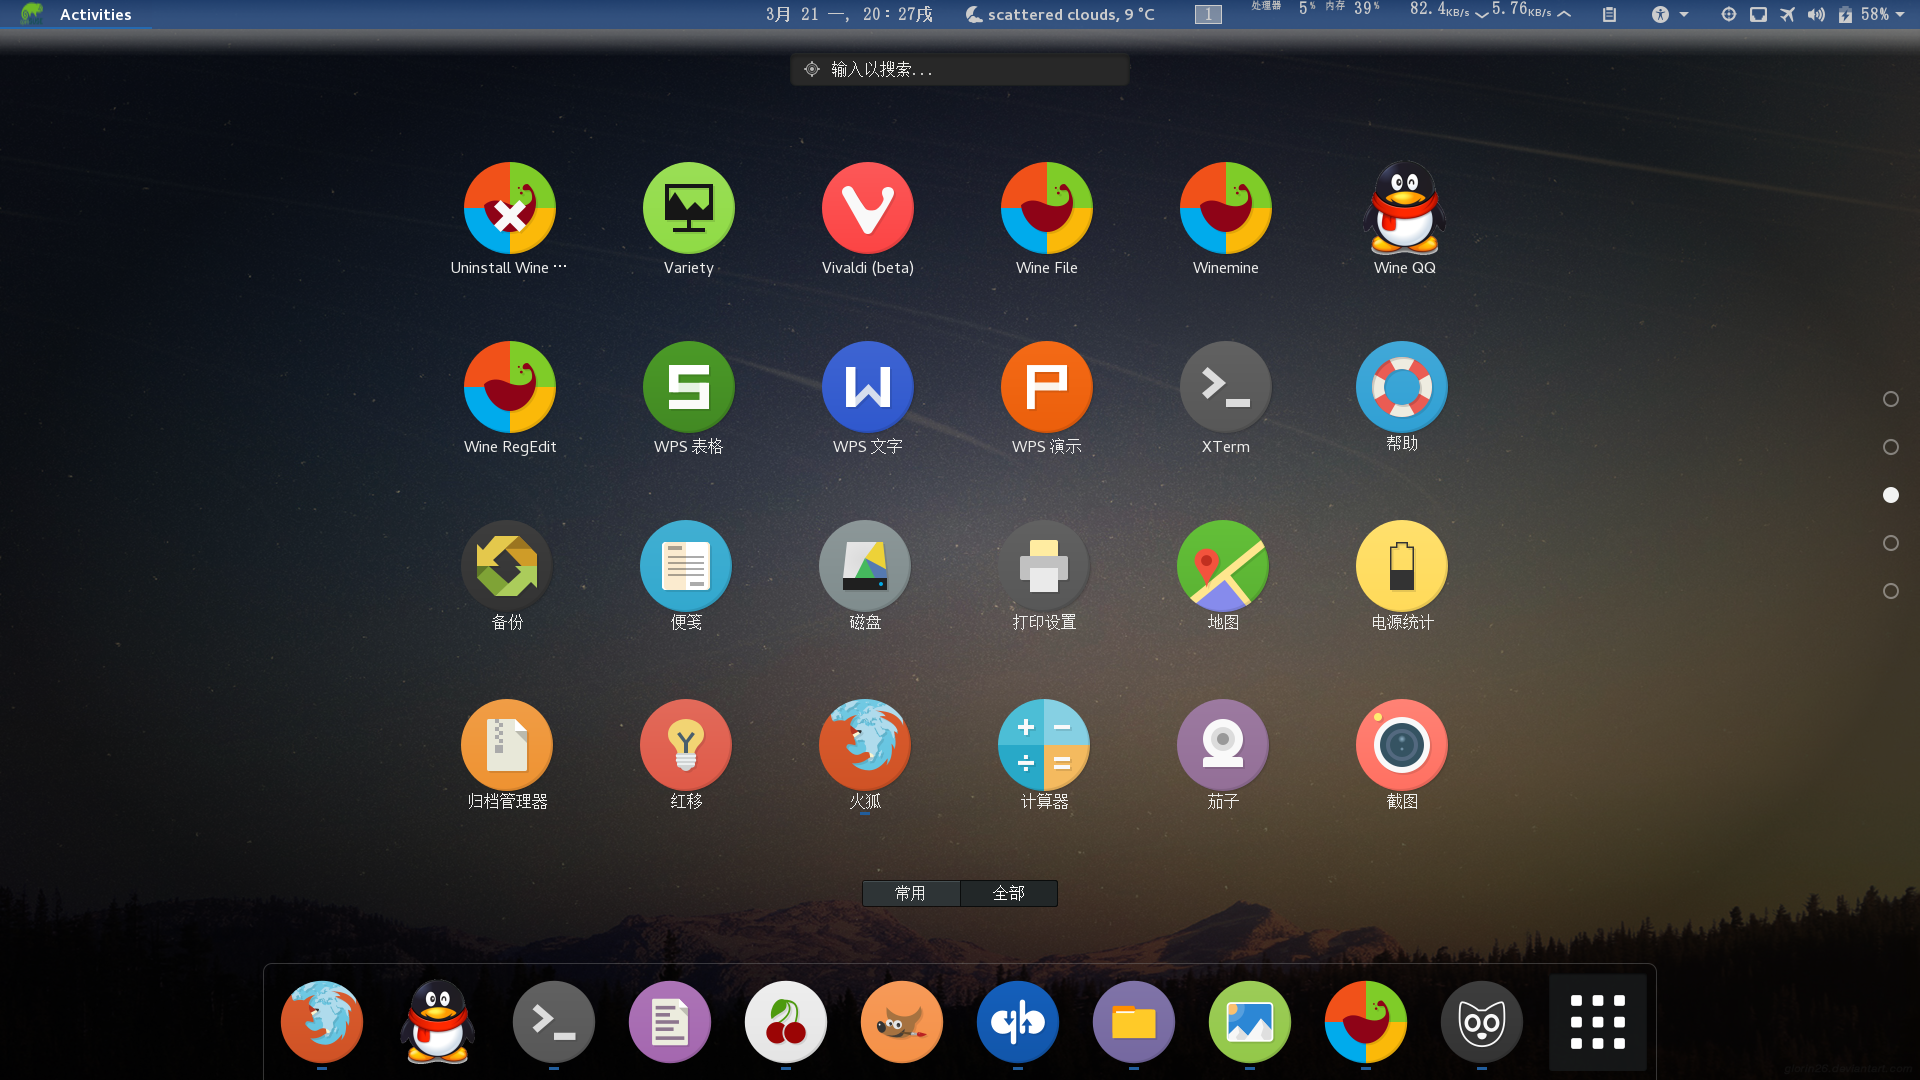 Activities
3月 21 一, 20：27戌
scattered clouds, 9 °C
1
处理器 5% 内存 39%
82.4KB/s 5.76KB/s
58%
输入以搜索...
Uninstall Wine ...
Variety
Vivaldi (beta)
Wine File
Winemine
Wine QQ
Wine RegEdit
WPS 表格
WPS 文字
WPS 演示
XTerm
帮助
备份
便笺
磁盘
打印设置
地图
电源统计
归档管理器
红移
火狐
计算器
茄子
截图
常用
全部